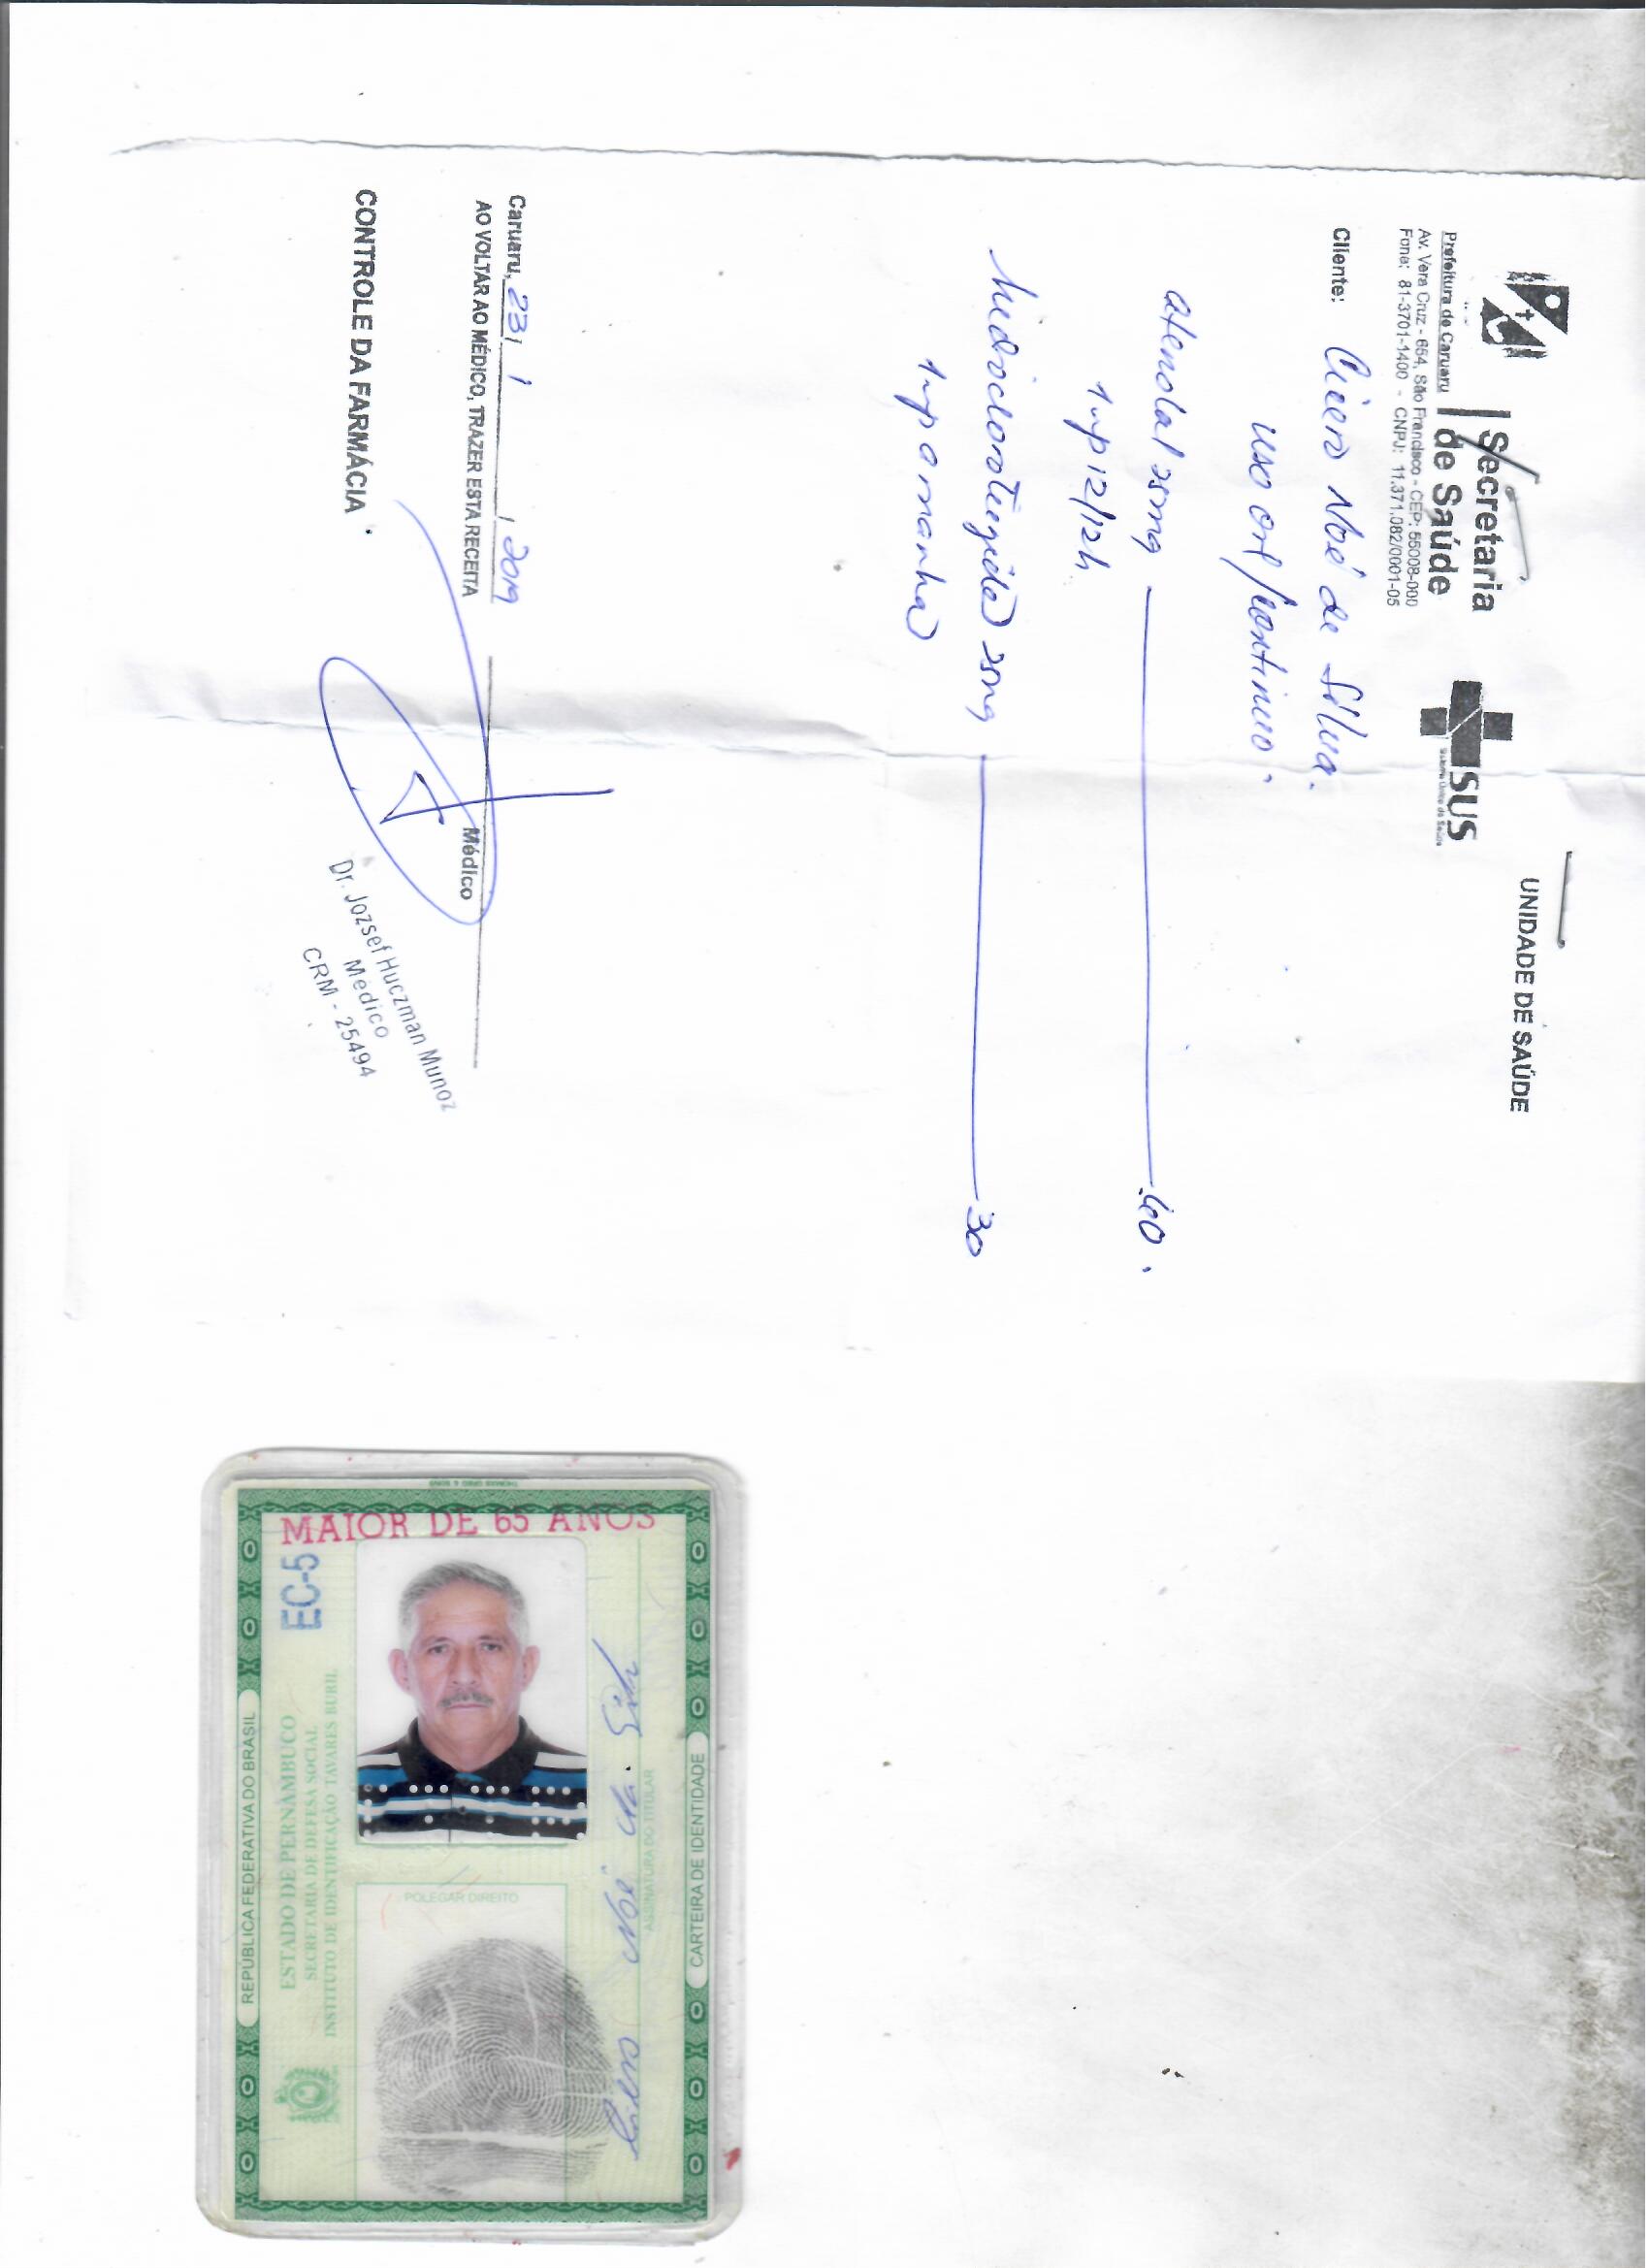 UNIDADE DE SAÚDE
Secretaria
de Saúde
SUS
Sistema Único de Saúde
Prefeitura de Caruaru
Av. Vera Cruz - 654, São Francisco - CEP: 55008-000
Fone: 81-3701-1400 - CNPJ: 11.371.082/0001-05
Cliente: Cícero Noé da Silva.
uso oral/contínuo.
atenolol 25mg 60.
1cp 12/12h
hidroclorotiazida 25mg 30
1cp a manhã
Caruaru, 23/1/2019
Médico
AO VOLTAR AO MÉDICO, TRAZER ESTA RECEITA
Dr. Jozsef Huczman Munoz
Médico
CRM - 25494
CONTROLE DA FARMÁCIA
MAIOR DE 65 ANOS
EC-5
REPÚBLICA FEDERATIVA DO BRASIL
ESTADO DE PERNAMBUCO
SECRETARIA DE DEFESA SOCIAL
INSTITUTO DE IDENTIFICAÇÃO TAVARES BURIL
POLEGAR DIREITO
Cícero Noé da Silva
ASSINATURA DO TITULAR
CARTEIRA DE IDENTIDADE
THOMAS GREG & SONS